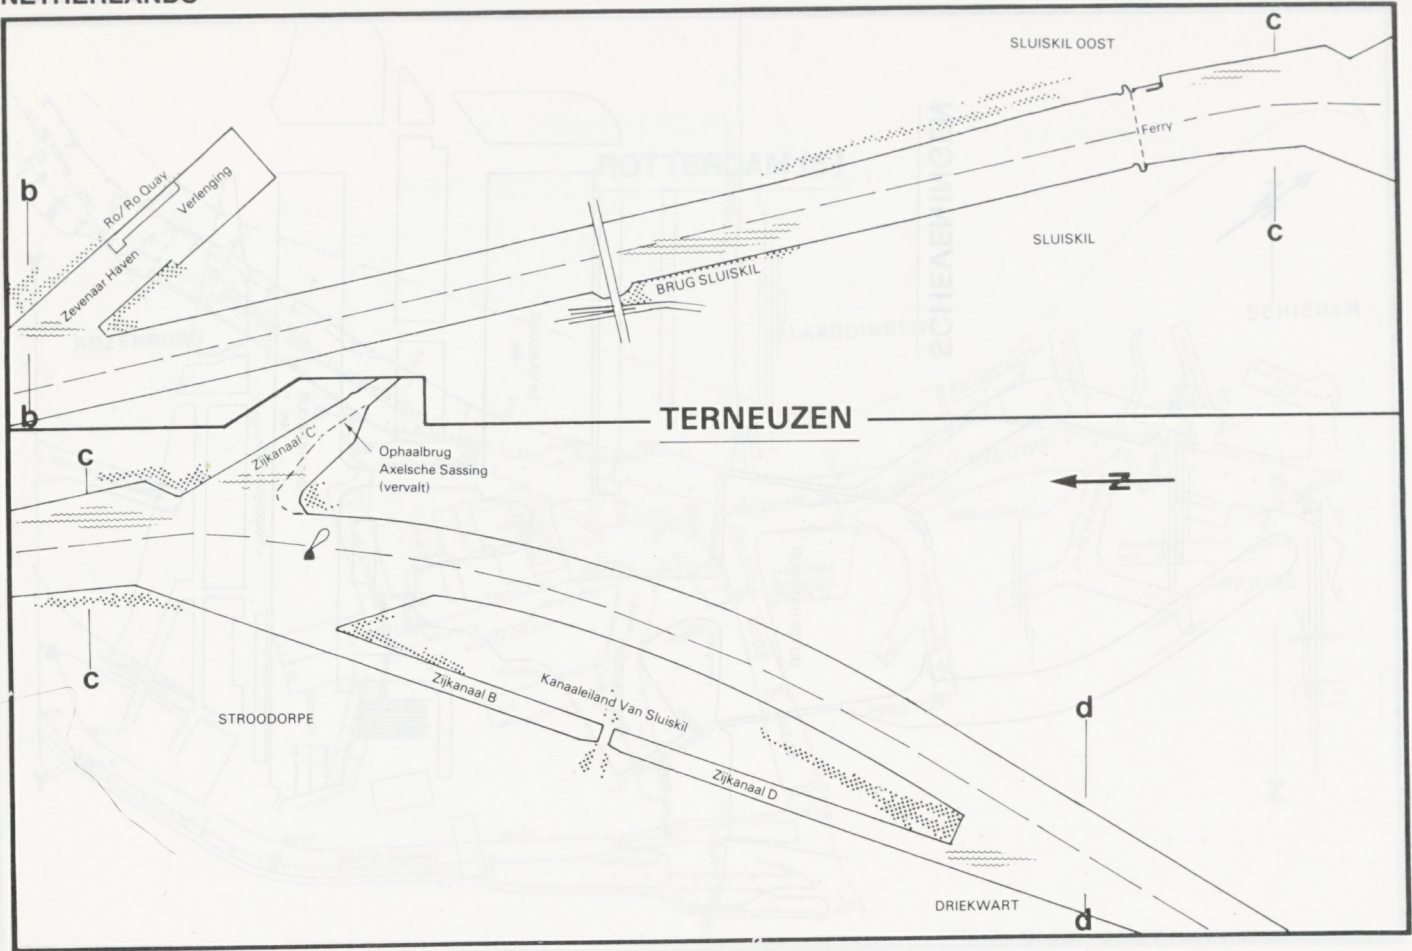 NETHERLANDS
SLUISKIL OOST
c
Ferry
b
Ro/Ro Quay
Verlenging
Zevenaar Haven
BRUG SLUISKIL
SLUISKIL
c
b
TERNEUZEN
c
Zijkanaal 'C'
Ophaalbrug
Axelsche Sassing
(vervalt)
N
c
STROODORPE
Zijkanaal B
Kanaaleiland Van Sluiskil
Zijkanaal D
d
DRIEKWART
d